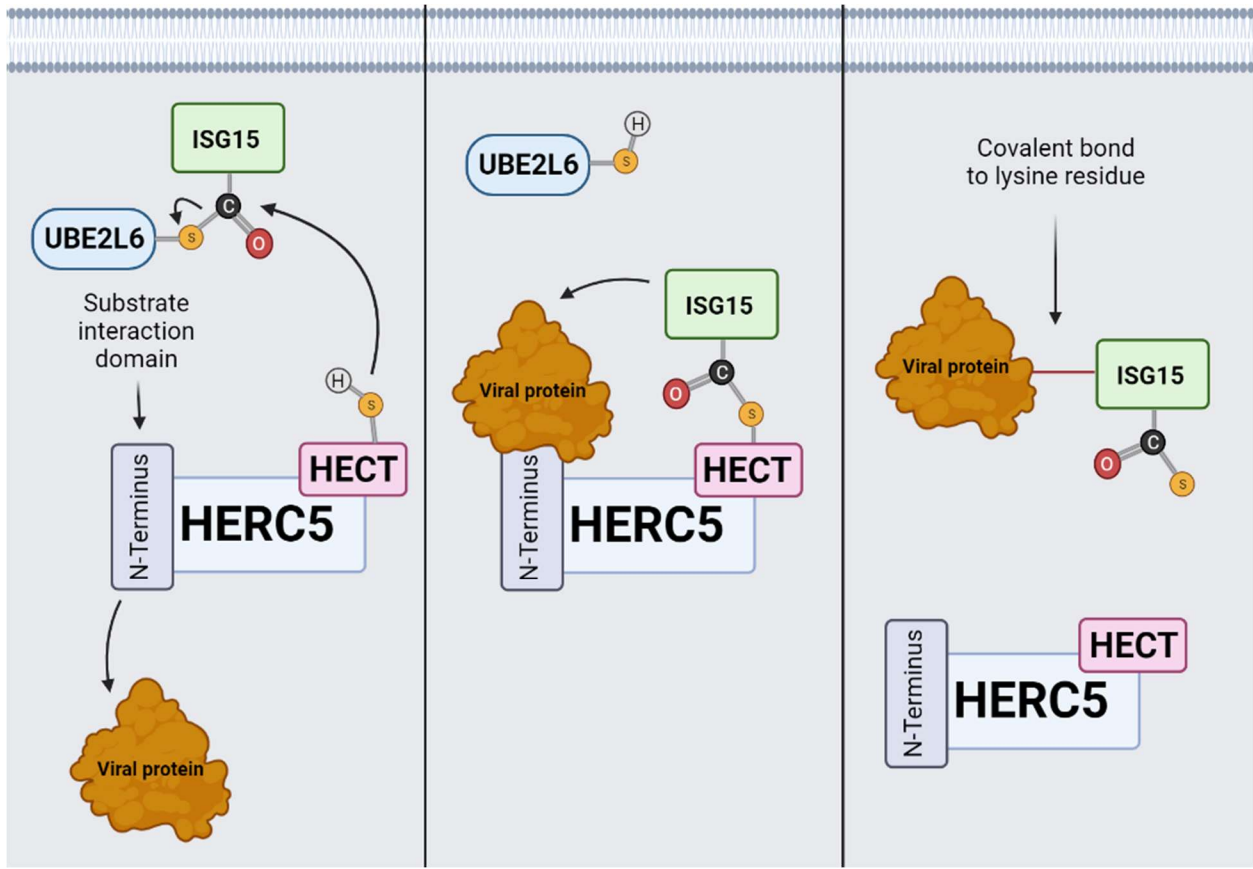 ISG15
C
UBE2L6
S
O
Substrate
interaction
domain
H
S
HECT
N-Terminus
HERC5
Viral protein
H
UBE2L6
S
ISG15
Viral protein
C
O
S
HECT
N-Terminus
HERC5
Covalent bond
to lysine residue
Viral protein
ISG15
C
O
S
HECT
N-Terminus
HERC5